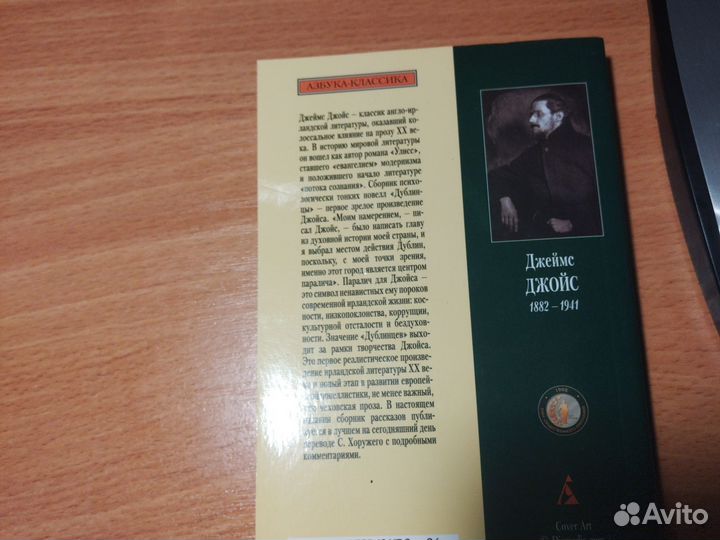 АЗБУКА-КЛАССИКА
Джеймс Джойс – классик англо-ир-
ландской литературы, оказавший ко-
лоссальное влияние на прозу XX ве-
ка. В историю мировой литературы
он вошел как автор романа «Улисс»,
ставшего «евангелием» модернизма
и положившего начало литературе
«потока сознания». Сборник психо-
логически тонких новелл «Дублин-
цы» – первое зрелое произведение
Джойса. «Моим намерением, – пи-
сал Джойс, – было написать главу
из духовной истории моей страны, и
я выбрал местом действия Дублин,
поскольку, с моей точки зрения,
именно этот город является центром
паралича». Паралич для Джойса –
это символ ненавистных ему пороков
современной ирландской жизни: кос-
ности, низкопоклонства, коррупции,
культурной отсталости и бездухов-
ности. Значение «Дублинцев» выхо-
дит за рамки творчества Джойса.
Это первое реалистическое произве-
дение ирландской литературы XX ве-
ка и новый этап в развитии европей-
ской новеллистики, не менее важный,
чем чеховская проза. В настоящем
издании сборник рассказов публи-
куется в лучшем на сегодняшний день
переводе С. Хоружего с подробными
комментариями.
Джеймс
ДЖОЙС
1882 – 1941
Cover Art
Avito